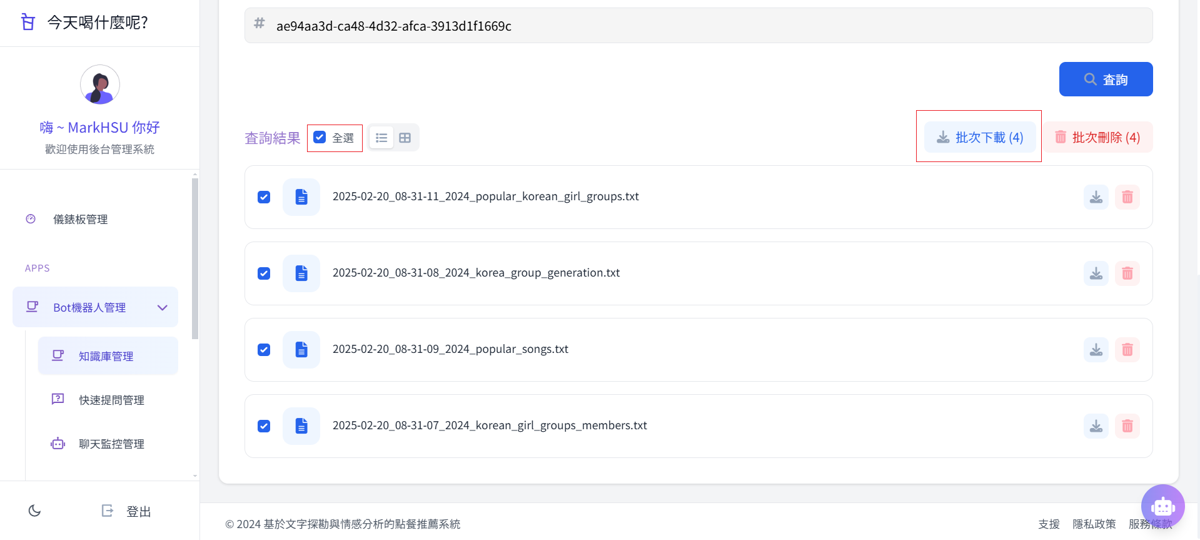 今天喝什麼呢?
嗨 ~ MarkHSU 你好
歡迎使用後台管理系統
儀錶板管理
APPS
Bot機器人管理
知識庫管理
快速提問管理
聊天監控管理
登出
# ae94aa3d-ca48-4d32-afca-3913d1f1669c
查詢
查詢結果 全選 批次下載 (4) 批次刪除 (4)
2025-02-20_08-31-11_2024_popular_korean_girl_groups.txt
2025-02-20_08-31-08_2024_korea_group_generation.txt
2025-02-20_08-31-09_2024_popular_songs.txt
2025-02-20_08-31-07_2024_korean_girl_groups_members.txt
© 2024 基於文字探勘與情感分析的點餐推薦系統 支援 隱私政策 服務條款